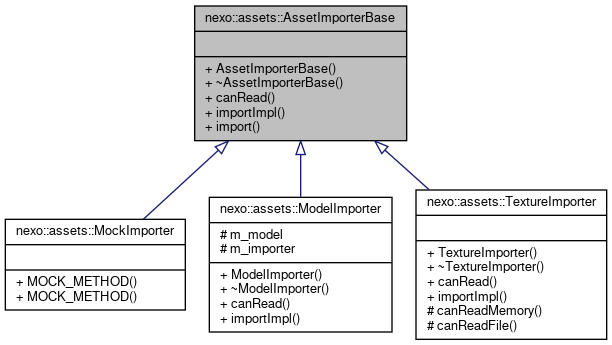 nexo::assets::AssetImporterBase
+ AssetImporterBase()
+ ~AssetImporterBase()
+ canRead()
+ importImpl()
+ import()
nexo::assets::MockImporter
+ MOCK_METHOD()
+ MOCK_METHOD()
nexo::assets::ModelImporter
# m_model
# m_importer
+ ModelImporter()
+ ~ModelImporter()
+ canRead()
+ importImpl()
nexo::assets::TextureImporter
+ TextureImporter()
+ ~TextureImporter()
+ canRead()
+ importImpl()
# canReadMemory()
# canReadFile()